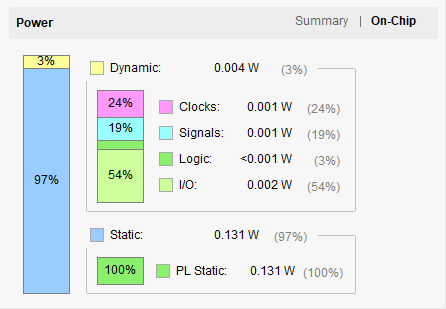 Power Summary | On-Chip
3% Dynamic: 0.004 W (3%)
24% Clocks: 0.001 W (24%)
19% Signals: 0.001 W (19%)
Logic: <0.001 W (3%)
54% I/O: 0.002 W (54%)
97%
Static: 0.131 W (97%)
100% PL Static: 0.131 W (100%)